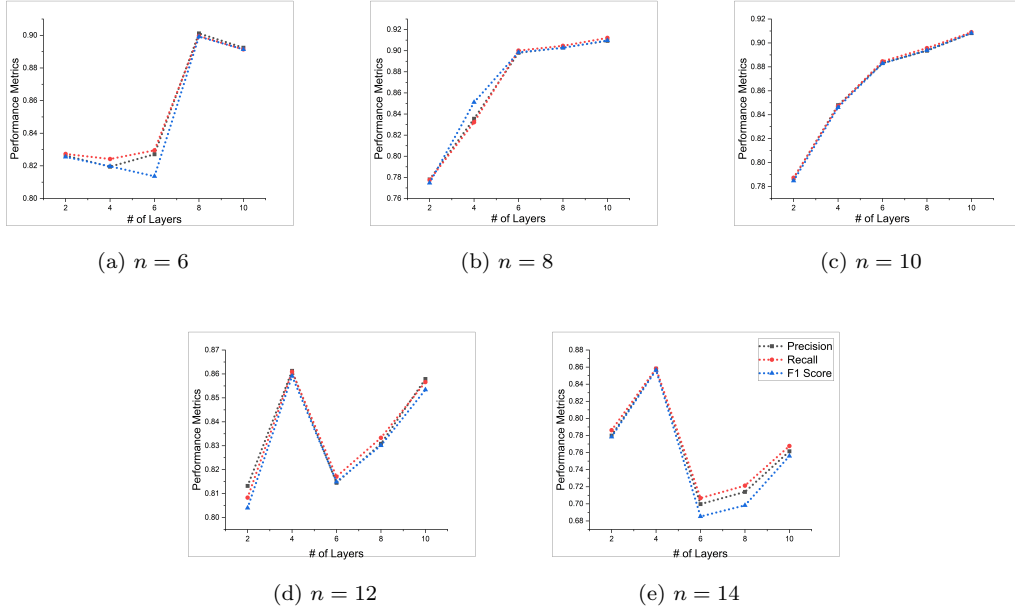 0.90
0.88
0.86
0.84
0.82
0.80
Performance Metrics
2 4 6 8 10
# of Layers
(a) n = 6
0.92
0.90
0.88
0.86
0.84
0.82
0.80
0.78
0.76
Performance Metrics
2 4 6 8 10
# of Layers
(b) n = 8
0.92
0.90
0.88
0.86
0.84
0.82
0.80
0.78
Performance Metrics
2 4 6 8 10
# of Layers
(c) n = 10
0.87
0.86
0.85
0.84
0.83
0.82
0.81
0.80
Performance Metrics
2 4 6 8 10
# of Layers
(d) n = 12
0.88
0.86
0.84
0.82
0.80
0.78
0.76
0.74
0.72
0.70
0.68
Performance Metrics
2 4 6 8 10
# of Layers
Precision
Recall
F1 Score
(e) n = 14